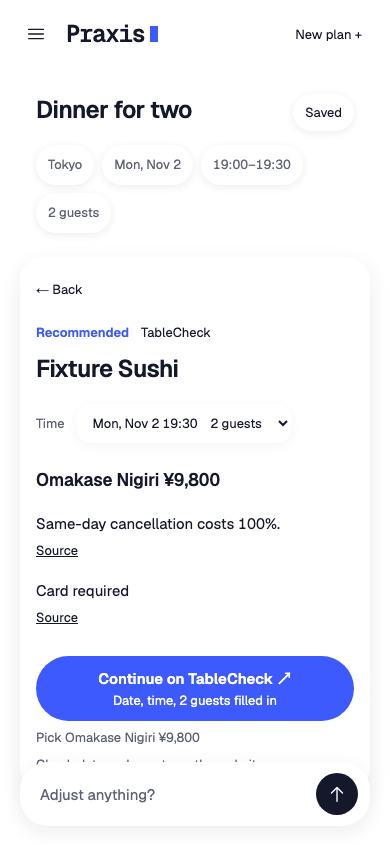 Praxis
New plan +
Dinner for two
Saved
Tokyo
Mon, Nov 2
19:00–19:30
2 guests
← Back
Recommended TableCheck
Fixture Sushi
Time
Mon, Nov 2 19:30 2 guests
Omakase Nigiri ¥9,800
Same-day cancellation costs 100%.
Source
Card required
Source
Continue on TableCheck ↗
Date, time, 2 guests filled in
Pick Omakase Nigiri ¥9,800
Adjust anything?